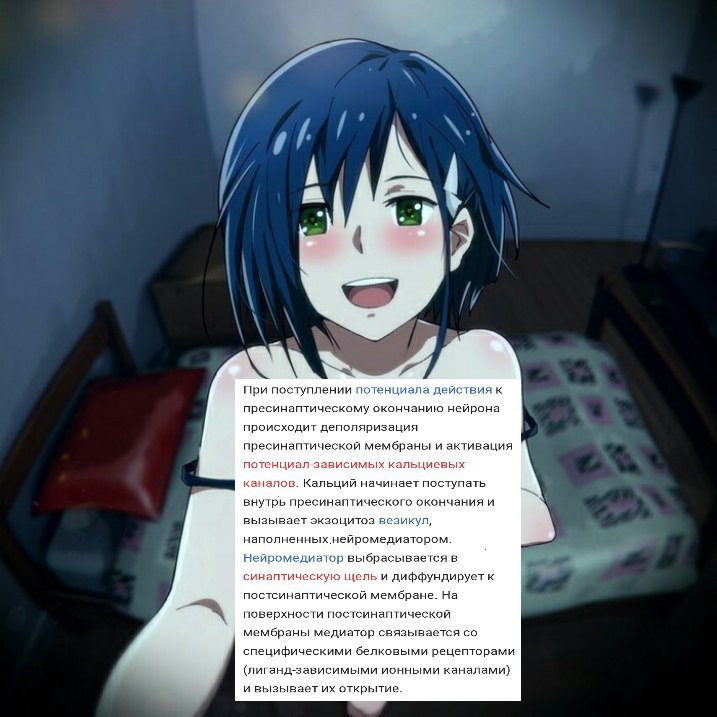 При поступлении потенциала действия к
пресинаптическому окончанию нейрона
происходит деполяризация
пресинаптической мембраны и активация
потенциал-зависимых кальциевых
каналов. Кальций начинает поступать
внутрь пресинаптического окончания и
вызывает экзоцитоз везикул,
наполненных нейромедиатором.
Нейромедиатор выбрасывается в
синаптическую щель и диффундирует к
постсинаптической мембране. На
поверхности постсинаптической
мембраны медиатор связывается со
специфическими белковыми рецепторами
(лиганд-зависимыми ионными каналами)
и вызывает их открытие.